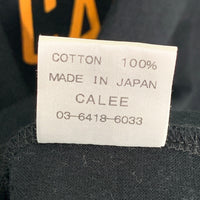 COTTON 100%
MADE IN JAPAN
CALEE
03-6418-6033